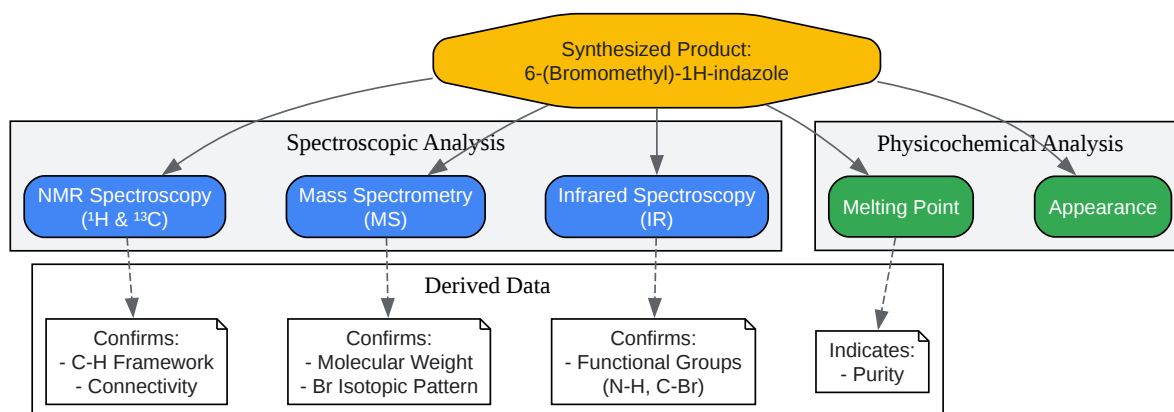 Synthesized Product:
6-(Bromomethyl)-1H-indazole
Spectroscopic Analysis
Physicochemical Analysis
NMR Spectroscopy
(¹H & ¹³C)
Mass Spectrometry
(MS)
Infrared Spectroscopy
(IR)
Melting Point
Appearance
Derived Data
Confirms:
- C-H Framework
- Connectivity
Confirms:
- Molecular Weight
- Br Isotopic Pattern
Confirms:
- Functional Groups
(N-H, C-Br)
Indicates:
- Purity